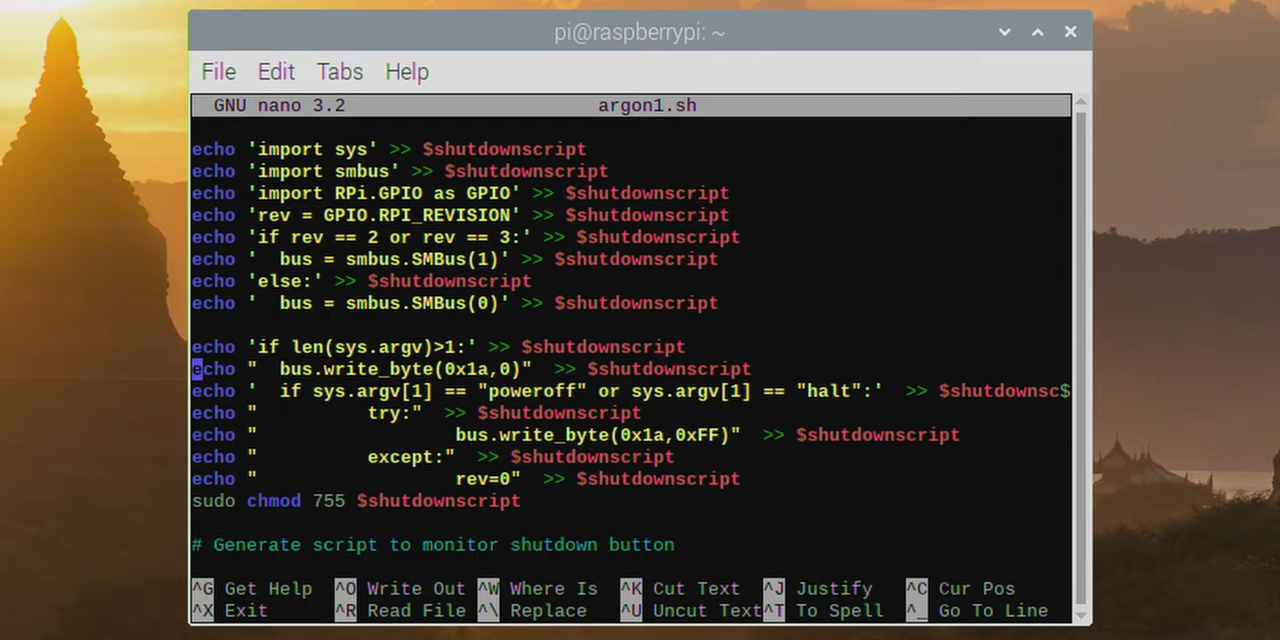 pi@raspberrypi: ~
File Edit Tabs Help
GNU nano 3.2 argon1.sh
echo 'import sys' >> $shutdownscript
echo 'import smbus' >> $shutdownscript
echo 'import RPi.GPIO as GPIO' >> $shutdownscript
echo 'rev = GPIO.RPI_REVISION' >> $shutdownscript
echo 'if rev == 2 or rev == 3:' >> $shutdownscript
echo '  bus = smbus.SMBus(1)' >> $shutdownscript
echo 'else:' >> $shutdownscript
echo '  bus = smbus.SMBus(0)' >> $shutdownscript
echo 'if len(sys.argv)>1:' >> $shutdownscript
echo "  bus.write_byte(0x1a,0)"  >> $shutdownscript
echo '  if sys.argv[1] == "poweroff" or sys.argv[1] == "halt":'  >> $shutdownsc$
echo "          try:"  >> $shutdownscript
echo "                  bus.write_byte(0x1a,0xFF)"  >> $shutdownscript
echo "          except:"  >> $shutdownscript
echo "                  rev=0"  >> $shutdownscript
sudo chmod 755 $shutdownscript
# Generate script to monitor shutdown button
^G Get Help ^O Write Out ^W Where Is ^K Cut Text ^J Justify ^C Cur Pos
^X Exit ^R Read File ^\ Replace ^U Uncut Text ^T To Spell ^_ Go To Line